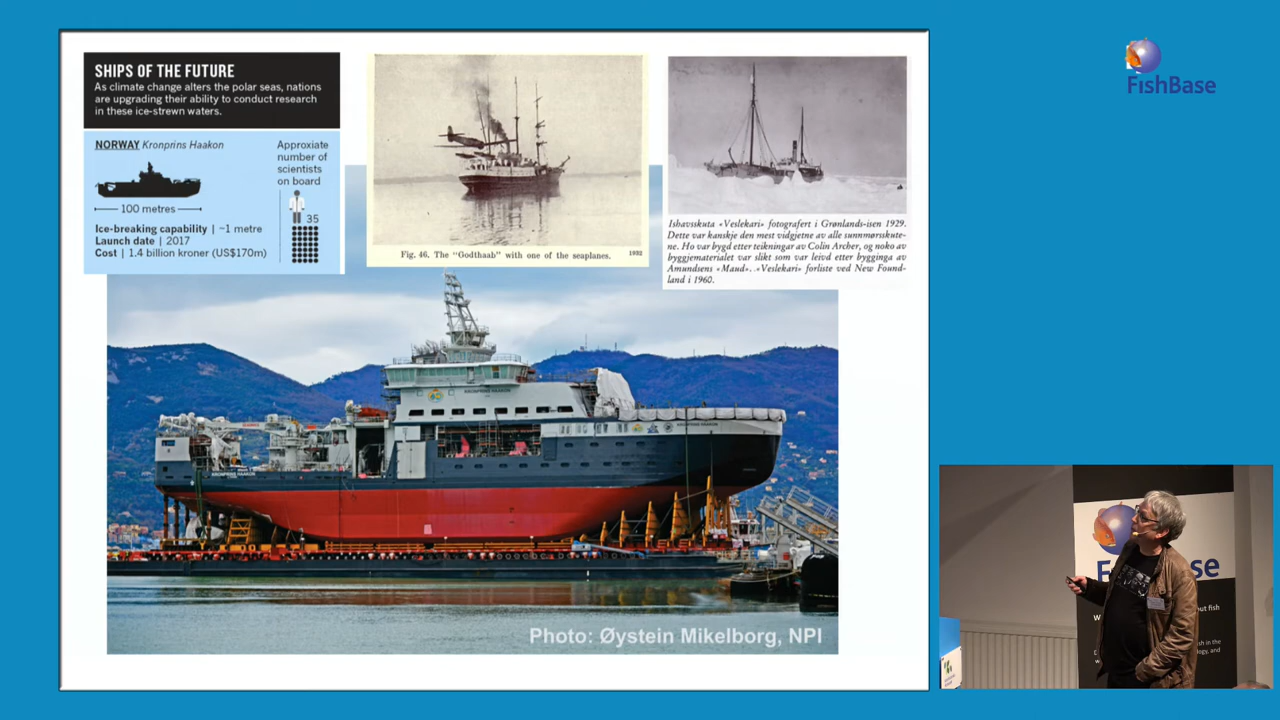 SHIPS OF THE FUTURE
As climate change alters the polar seas, nations
are upgrading their ability to conduct research
in these ice-strewn waters.
NORWAY Kronprins Haakon
Approxiate
number of
scientists
on board
35
100 metres
Ice-breaking capability | ~1 metre
Launch date | 2017
Cost | 1.4 billion kroner (US$170m)
Fig. 46. The "Godthaab" with one of the seaplanes. 1932
Ishavsskuta «Veslekari» fotografert i Grønlands-isen 1929.
Dette var kanskje den mest vidgjetne av alle sunnmørskute-
ne. Ho var bygd etter teikningar av Colin Archer, og noko av
byggjematerialet var slikt som var leivd etter bygginga av
Amundsens «Maud». «Veslekari» forliste ved New Found-
land i 1960.
KRONPRINS HAAKON
Photo: Øystein Mikelborg, NPI
FishBase